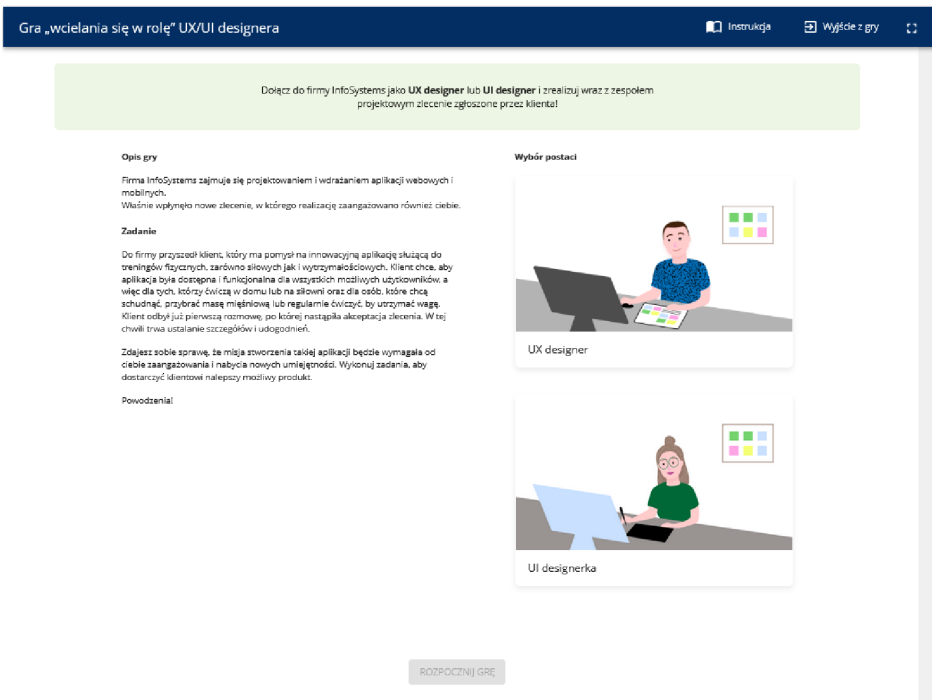 Gra „wcielania się w rolę” UX/UI designera
Instrukcja
Wyjście z gry
Dołącz do firmy InfoSystems jako UX designer lub UI designer i zrealizuj wraz z zespołem
projektowym zlecenie zgłoszone przez klienta!
Opis gry
Firma InfoSystems zajmuje się projektowaniem i wdrażaniem aplikacji webowych i
mobilnych.
Właśnie wpłynęło nowe zlecenie, w którego realizację zaangażowano również ciebie.
Zadanie
Do firmy przyszedł klient, który ma pomysł na innowacyjną aplikację służącą do
treningów fizycznych, zarówno siłowych jak i wytrzymałościowych. Klient chce, aby
aplikacja była dostępna i funkcjonalna dla wszystkich możliwych użytkowników, a
więc dla tych, którzy ćwiczą w domu lub na siłowni oraz dla osób, które chcą
schudnąć, przybrać masę mięśniową lub regularnie ćwiczyć, by utrzymać wagę.
Klient odbył już pierwszą rozmowę, po której nastąpiła akceptacja zlecenia. W tej
chwili trwa ustalanie szczegółów i udogodnień.
Zdajesz sobie sprawę, że misja stworzenia takiej aplikacji będzie wymagała od
ciebie zaangażowania i nabycia nowych umiejętności. Wykonuj zadania, aby
dostarczyć klientowi nalepszy możliwy produkt.
Powodzenia!
Wybór postaci
UX designer
UI designerka
ROZPOCZNIJ GRĘ